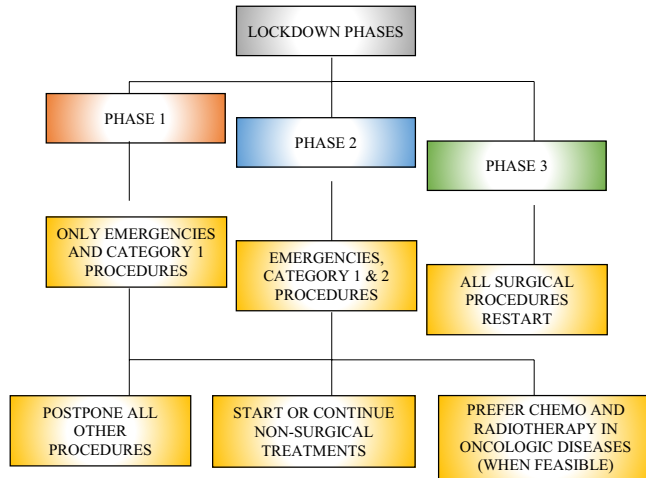 LOCKDOWN PHASES
PHASE 1
PHASE 2
PHASE 3
ONLY EMERGENCIES
AND CATEGORY 1
PROCEDURES
EMERGENCIES,
CATEGORY 1 & 2
PROCEDURES
ALL SURGICAL
PROCEDURES
RESTART
POSTPONE ALL
OTHER
PROCEDURES
START OR CONTINUE
NON-SURGICAL
TREATMENTS
PREFER CHEMO AND
RADIOTHERAPY IN
ONCOLOGIC DISEASES
(WHEN FEASIBLE)